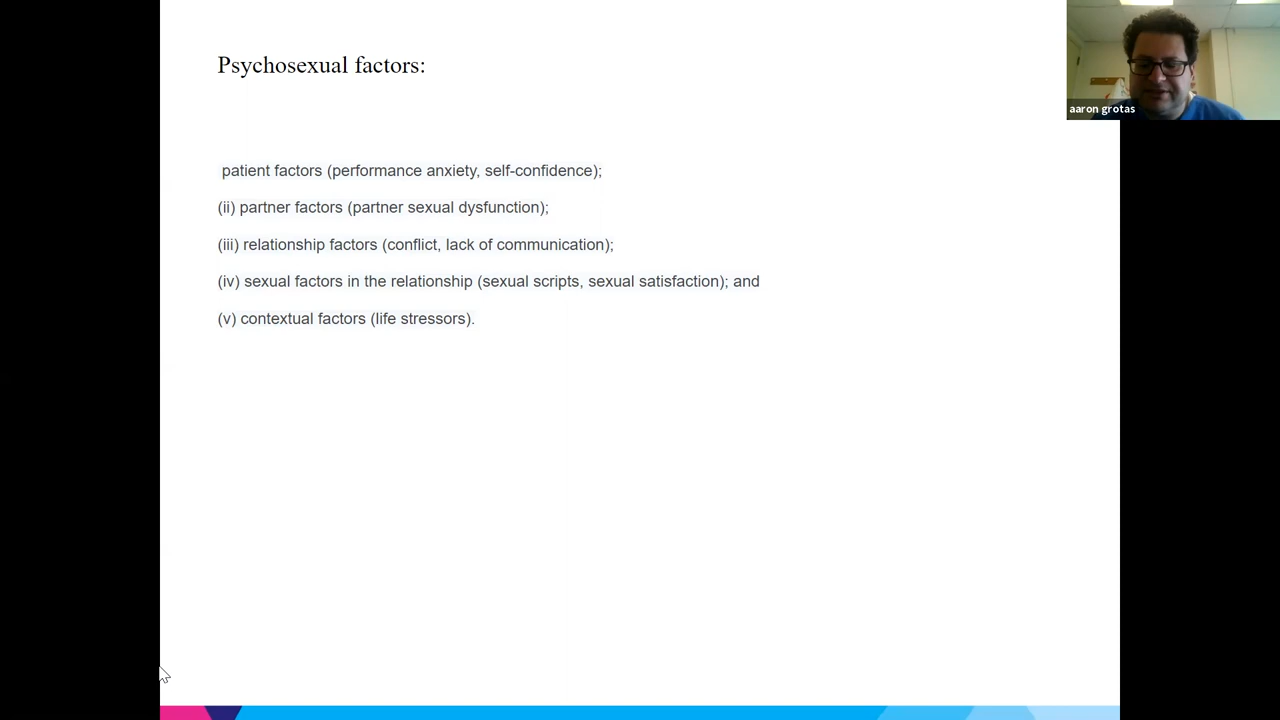 Psychosexual factors:
aaron grotas
patient factors (performance anxiety, self-confidence);
(ii) partner factors (partner sexual dysfunction);
(iii) relationship factors (conflict, lack of communication);
(iv) sexual factors in the relationship (sexual scripts, sexual satisfaction); and
(v) contextual factors (life stressors).